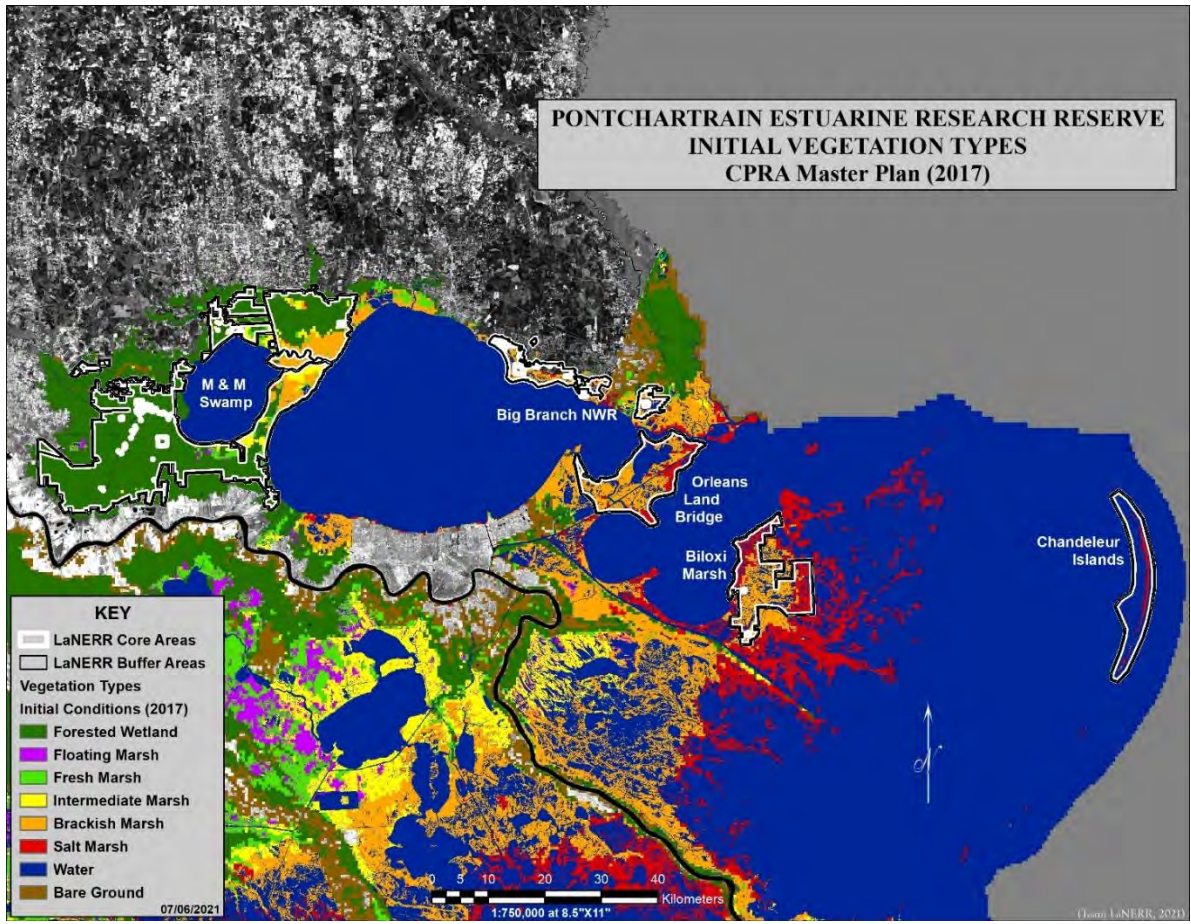 PONTCHARTRAIN ESTUARINE RESEARCH RESERVE
INITIAL VEGETATION TYPES
CPRA Master Plan (2017)
M & M
Swamp
Big Branch NWR
Orleans
Land
Bridge
Biloxi
Marsh
Chandeleur
Islands
KEY
LaNERR Core Areas
LaNERR Buffer Areas
Vegetation Types
Initial Conditions (2017)
Forested Wetland
Floating Marsh
Fresh Marsh
Intermediate Marsh
Brackish Marsh
Salt Marsh
Water
Bare Ground
07/06/2021
0 5 10 20 30 40
Kilometers
1:750,000 at 8.5"X11"
LaNERR, 2021)